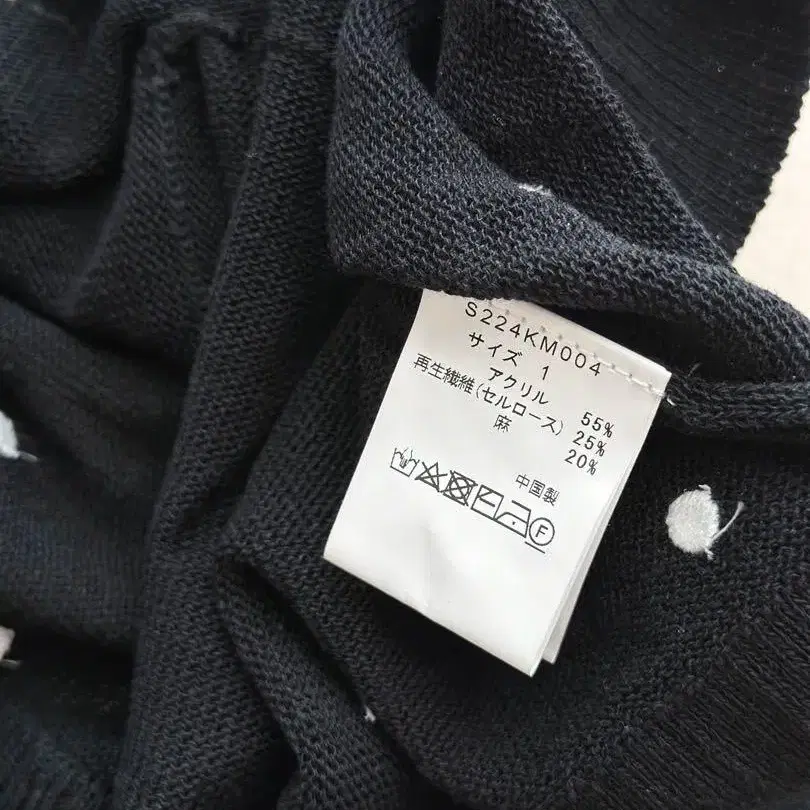 S224KM004
サイズ 1
アクリル 55%
再生繊維(セルロース) 25%
麻 20%
中国製
F